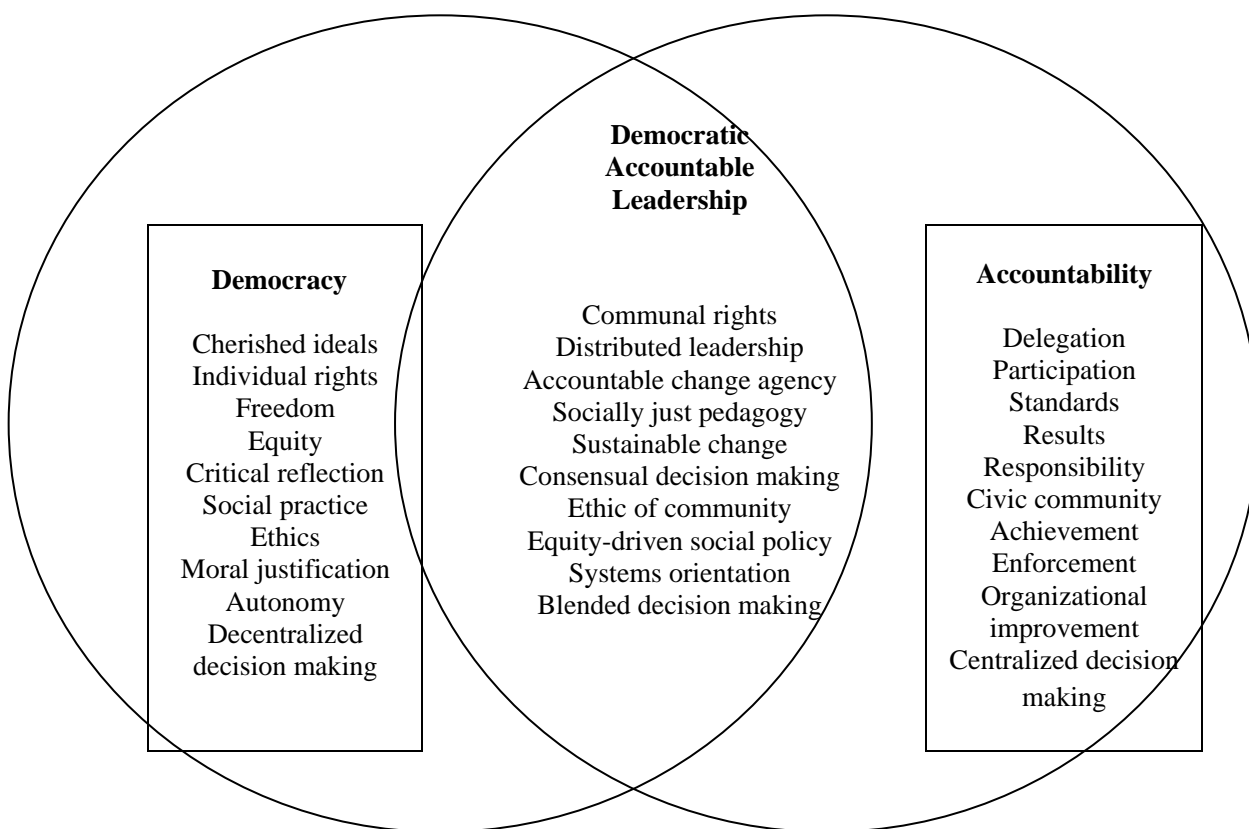 Democratic
Accountable
Leadership
Democracy
Cherished ideals
Individual rights
Freedom
Equity
Critical reflection
Social practice
Ethics
Moral justification
Autonomy
Decentralized
decision making
Communal rights
Distributed leadership
Accountable change agency
Socially just pedagogy
Sustainable change
Consensual decision making
Ethic of community
Equity-driven social policy
Systems orientation
Blended decision making
Accountability
Delegation
Participation
Standards
Results
Responsibility
Civic community
Achievement
Enforcement
Organizational
improvement
Centralized decision
making